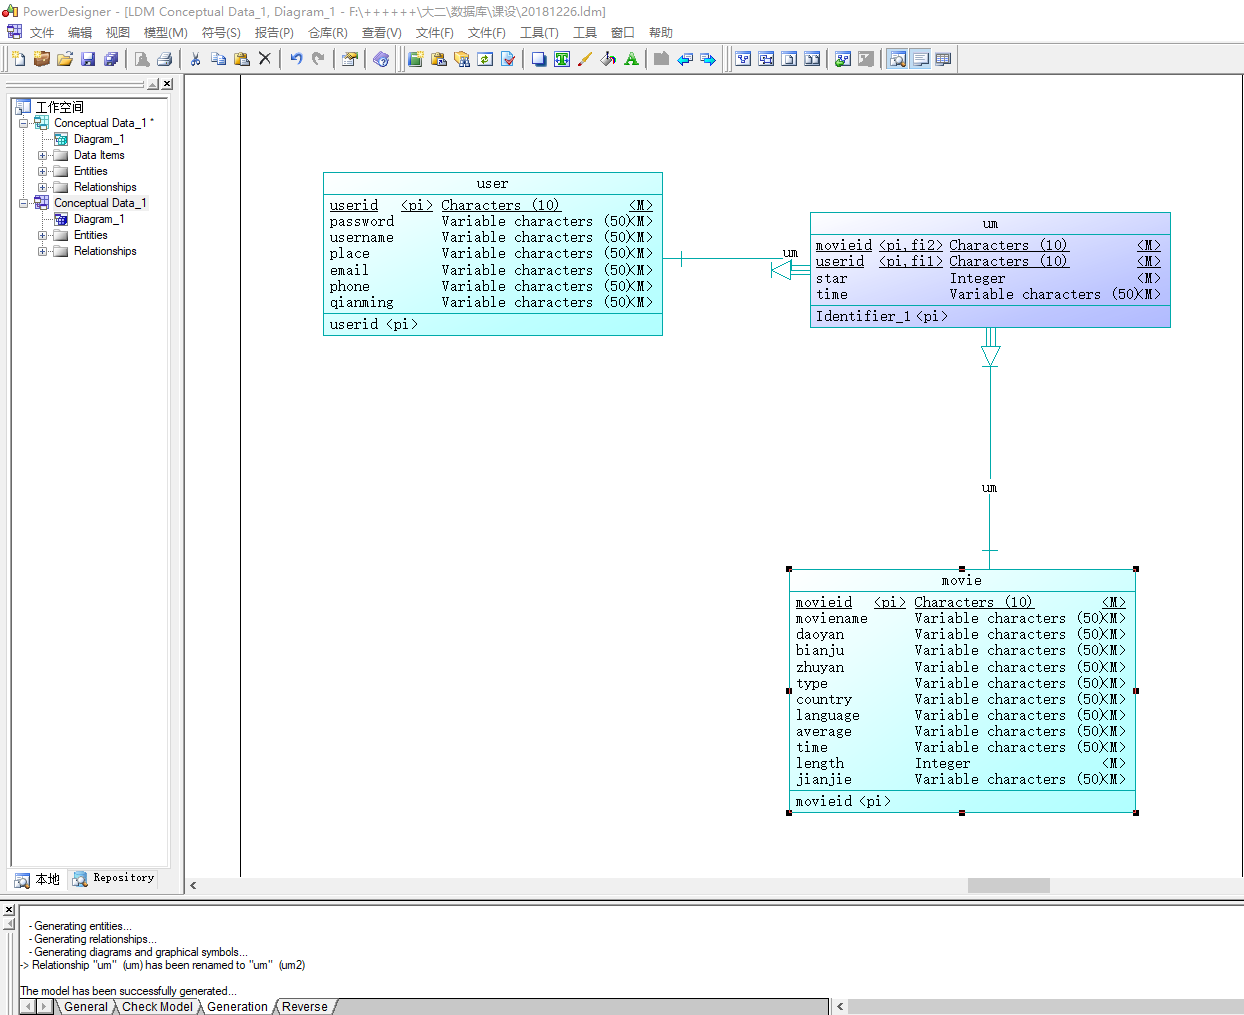 PowerDesigner - [LDM Conceptual Data_1, Diagram_1 - F:\++++++\大二\数据库\课设\20181226.ldm]
文件 编辑 视图 模型(M) 符号(S) 报告(P) 仓库(R) 查看(V) 文件(F) 文件(F) 工具(T) 工具 窗口 帮助
工作空间
Conceptual Data_1 *
Diagram_1
Data Items
Entities
Relationships
Conceptual Data_1
Diagram_1
Entities
Relationships
本地 Repository
user
userid <pi> Characters (10) <M>
password Variable characters (50)<M>
username Variable characters (50)<M>
place Variable characters (50)<M>
email Variable characters (50)<M>
phone Variable characters (50)<M>
qianming Variable characters (50)<M>
userid <pi>
um
um
movieid <pi,fi2> Characters (10) <M>
userid <pi,fi1> Characters (10) <M>
star Integer <M>
time Variable characters (50)<M>
Identifier_1 <pi>
um
movie
movieid <pi> Characters (10) <M>
moviename Variable characters (50)<M>
daoyan Variable characters (50)<M>
bianju Variable characters (50)<M>
zhuyan Variable characters (50)<M>
type Variable characters (50)<M>
country Variable characters (50)<M>
language Variable characters (50)<M>
average Variable characters (50)<M>
time Variable characters (50)<M>
length Integer <M>
jianjie Variable characters (50)<M>
movieid <pi>
- Generating entities...
- Generating relationships...
- Generating diagrams and graphical symbols...
-> Relationship "um" (um) has been renamed to "um" (um2)
The model has been successfully generated...
General Check Model Generation Reverse